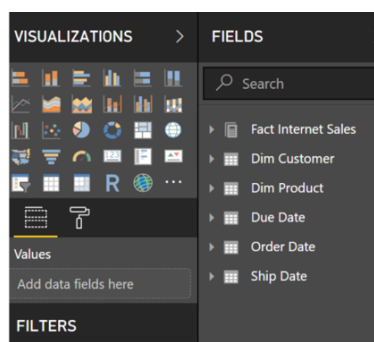 VISUALIZATIONS >
FIELDS
Search
Fact Internet Sales
Dim Customer
Dim Product
Due Date
Order Date
Ship Date
R
Values
Add data fields here
FILTERS